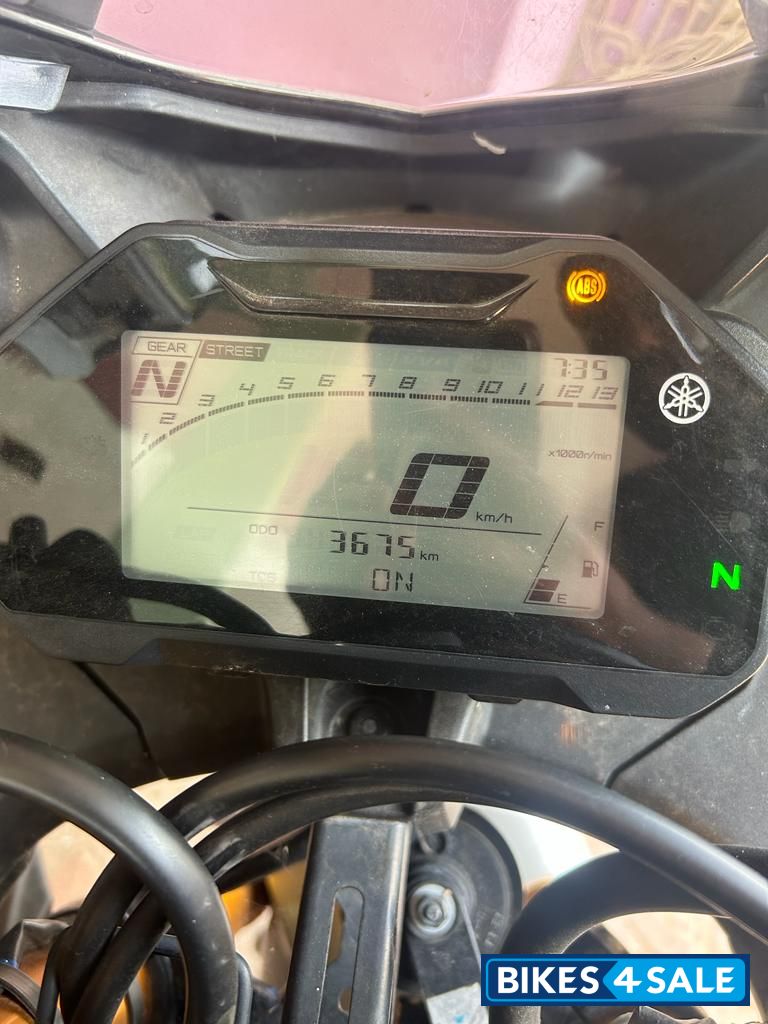 ABS
GEAR STREET
N
7:35
1 2 3 4 5 6 7 8 9 10 11 12 13
x1000r/min
0 km/h
ODO 3675 km
F
TCS ON
E
N
BIKES4SALE